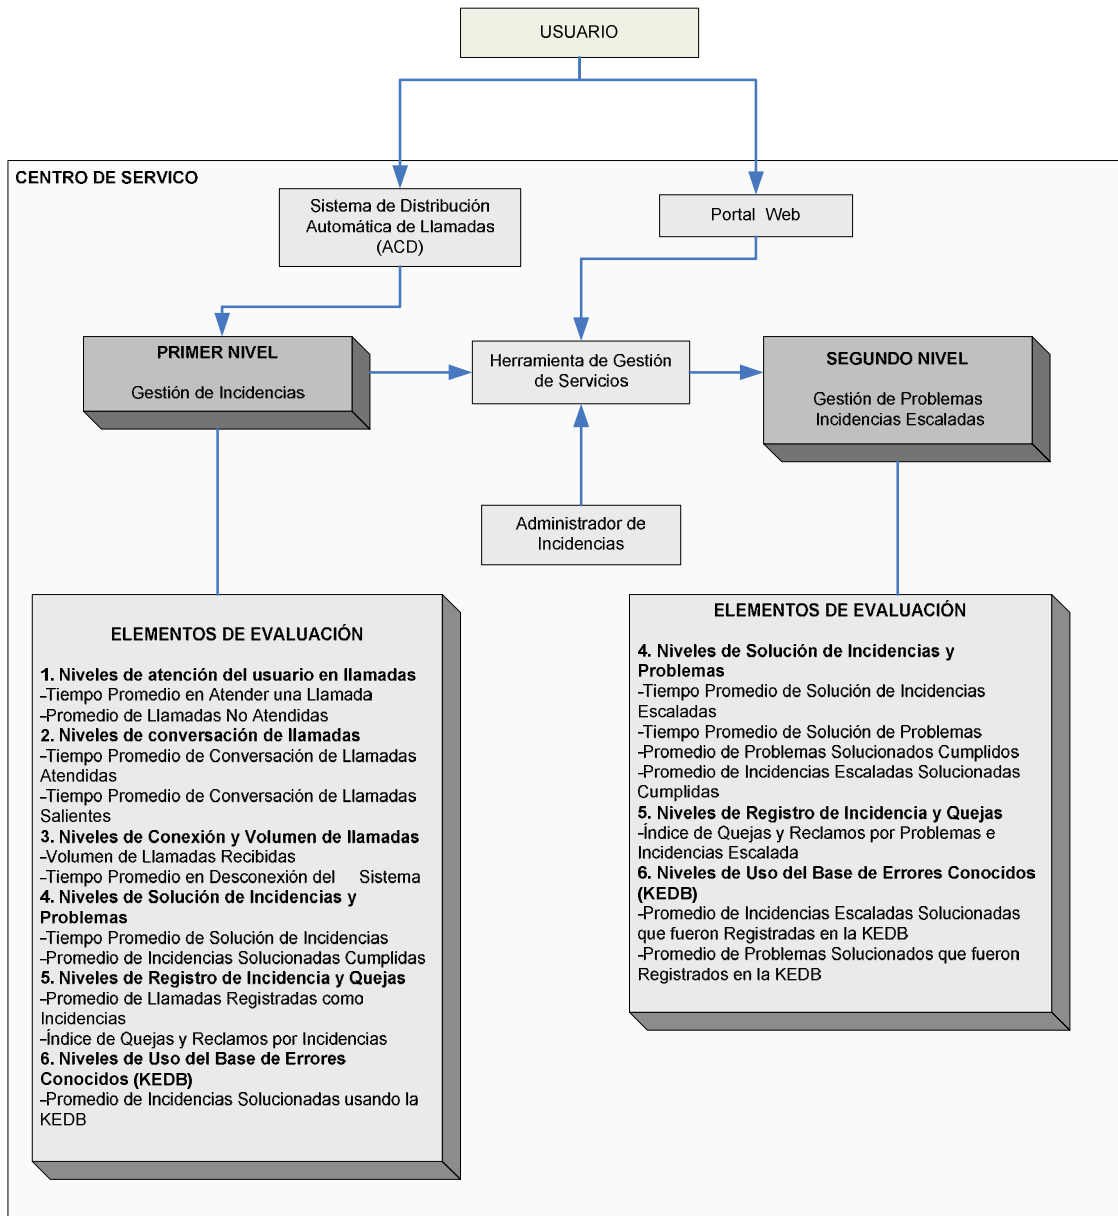 USUARIO
CENTRO DE SERVICO
Sistema de Distribución
Automática de Llamadas
(ACD)
Portal Web
PRIMER NIVEL
Gestión de Incidencias
Herramienta de Gestión
de Servicios
SEGUNDO NIVEL
Gestión de Problemas
Incidencias Escaladas
Administrador de
Incidencias
ELEMENTOS DE EVALUACIÓN
1. Niveles de atención del usuario en llamadas
-Tiempo Promedio en Atender una Llamada
-Promedio de Llamadas No Atendidas
2. Niveles de conversación de llamadas
-Tiempo Promedio de Conversación de Llamadas
Atendidas
-Tiempo Promedio de Conversación de Llamadas
Salientes
3. Niveles de Conexión y Volumen de llamadas
-Volumen de Llamadas Recibidas
-Tiempo Promedio en Desconexión del Sistema
4. Niveles de Solución de Incidencias y
Problemas
-Tiempo Promedio de Solución de Incidencias
-Promedio de Incidencias Solucionadas Cumplidas
5. Niveles de Registro de Incidencia y Quejas
-Promedio de Llamadas Registradas como
Incidencias
-Índice de Quejas y Reclamos por Incidencias
6. Niveles de Uso del Base de Errores
Conocidos (KEDB)
-Promedio de Incidencias Solucionadas usando la
KEDB
ELEMENTOS DE EVALUACIÓN
4. Niveles de Solución de Incidencias y
Problemas
-Tiempo Promedio de Solución de Incidencias
Escaladas
-Tiempo Promedio de Solución de Problemas
-Promedio de Problemas Solucionados Cumplidos
-Promedio de Incidencias Escaladas Solucionadas
Cumplidas
5. Niveles de Registro de Incidencia y Quejas
-Índice de Quejas y Reclamos por Problemas e
Incidencias Escalada
6. Niveles de Uso del Base de Errores Conocidos
(KEDB)
-Promedio de Incidencias Escaladas Solucionadas
que fueron Registradas en la KEDB
-Promedio de Problemas Solucionados que fueron
Registrados en la KEDB